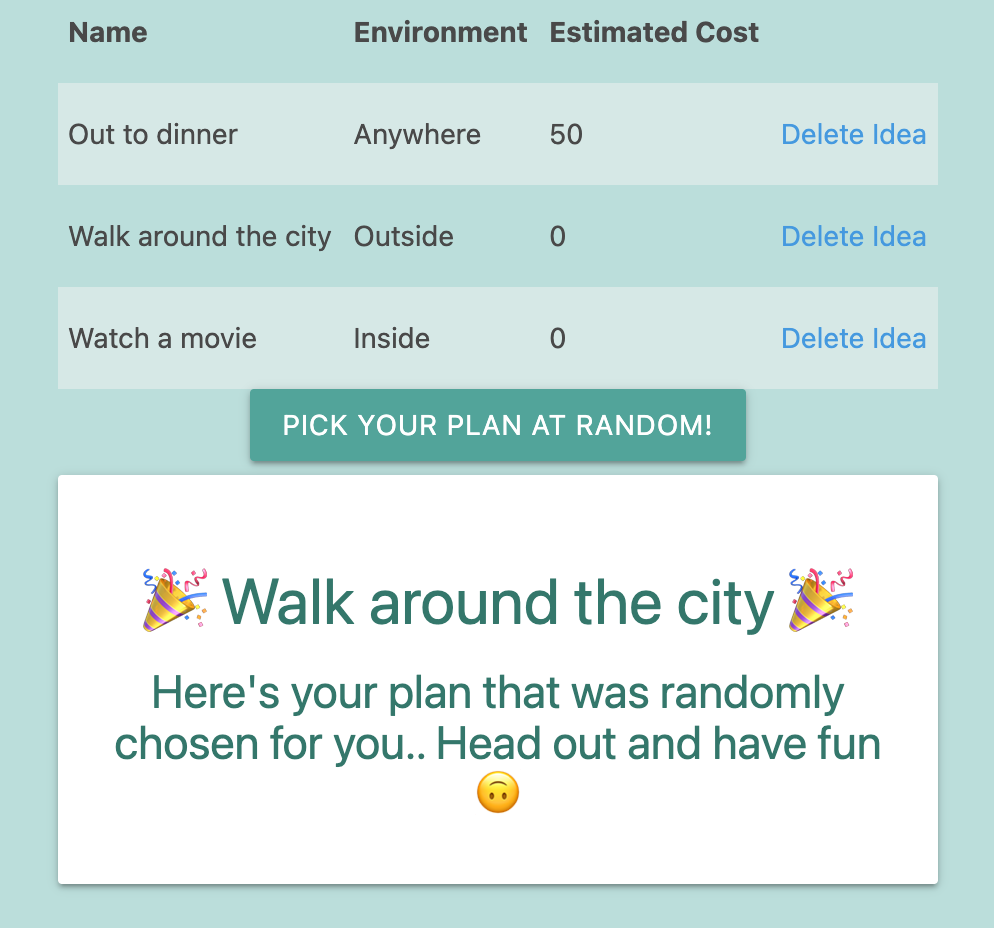 Name Environment Estimated Cost
Out to dinner Anywhere 50 Delete Idea
Walk around the city Outside 0 Delete Idea
Watch a movie Inside 0 Delete Idea
PICK YOUR PLAN AT RANDOM!
🎉 Walk around the city 🎉
Here's your plan that was randomly
chosen for you.. Head out and have fun
🙃